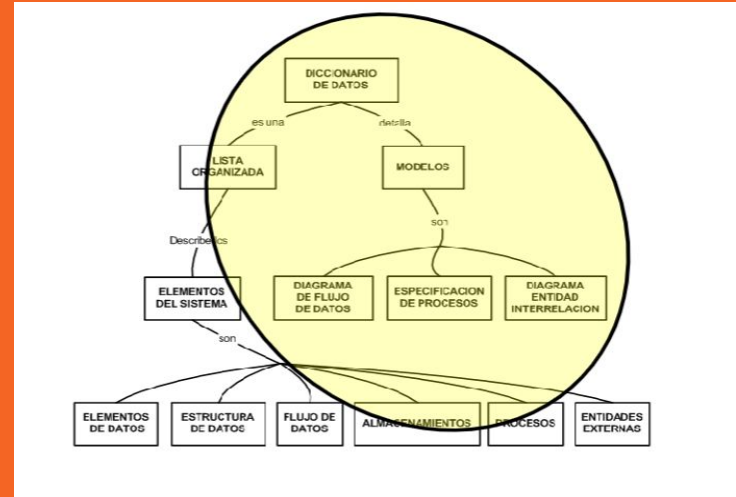 DICCIONARIO
DE DATOS
es una
detalla
LISTA
ORGANIZADA
MODELOS
son
Describe los
ELEMENTOS
DEL SISTEMA
DIAGRAMA
DE FLUJO
DE DATOS
ESPECIFICACION
DE PROCESOS
DIAGRAMA
ENTIDAD
INTERRELACION
son
ELEMENTOS
DE DATOS
ESTRUCTURA
DE DATOS
FLUJO DE
DATOS
ALMACENAMIENTOS
PROCESOS
ENTIDADES
EXTERNAS